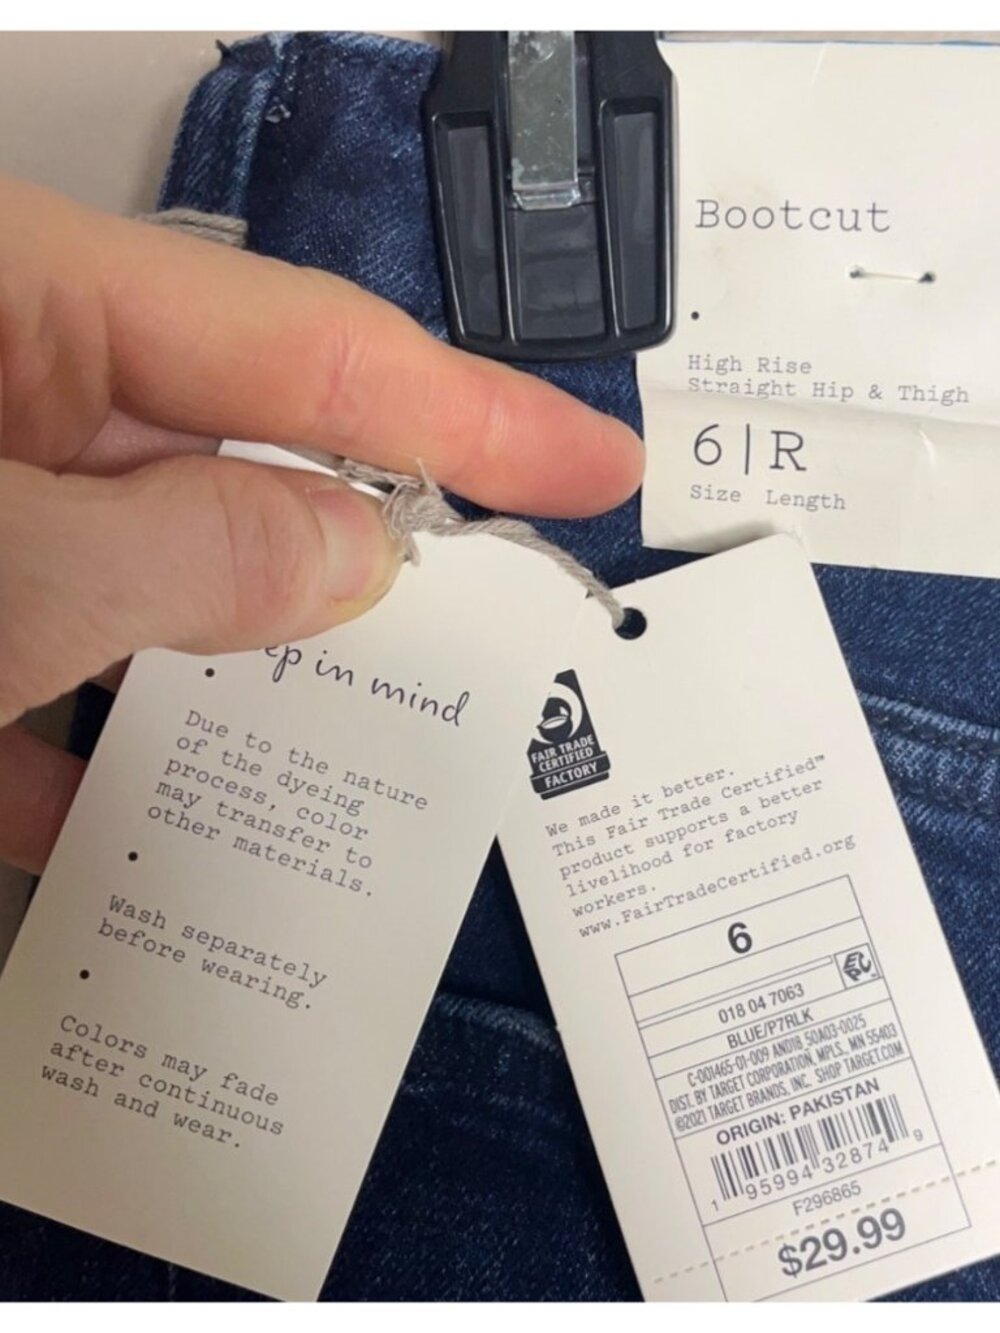 Bootcut
High Rise
Straight Hip & Thigh
6|R
Size Length
in mind
Due to the nature
of the dyeing
process, color
may transfer to
other materials.
Wash separately
before wearing.
Colors may fade
after continuous
wash and wear.
FAIR TRADE
CERTIFIED
FACTORY
We made it better.
This Fair Trade Certified™
product supports a better
livelihood for factory
workers.
www.FairTradeCertified.org
6
018 04 7063
BLUE/P7RLK
C-001465-01-009 AND18_50A03-0025
DIST. BY TARGET CORPORATION, MPLS, MN 55403
©2021 TARGET BRANDS, INC. SHOP TARGET.COM
ORIGIN: PAKISTAN
1 95994 32874 9
F296865
$29.99